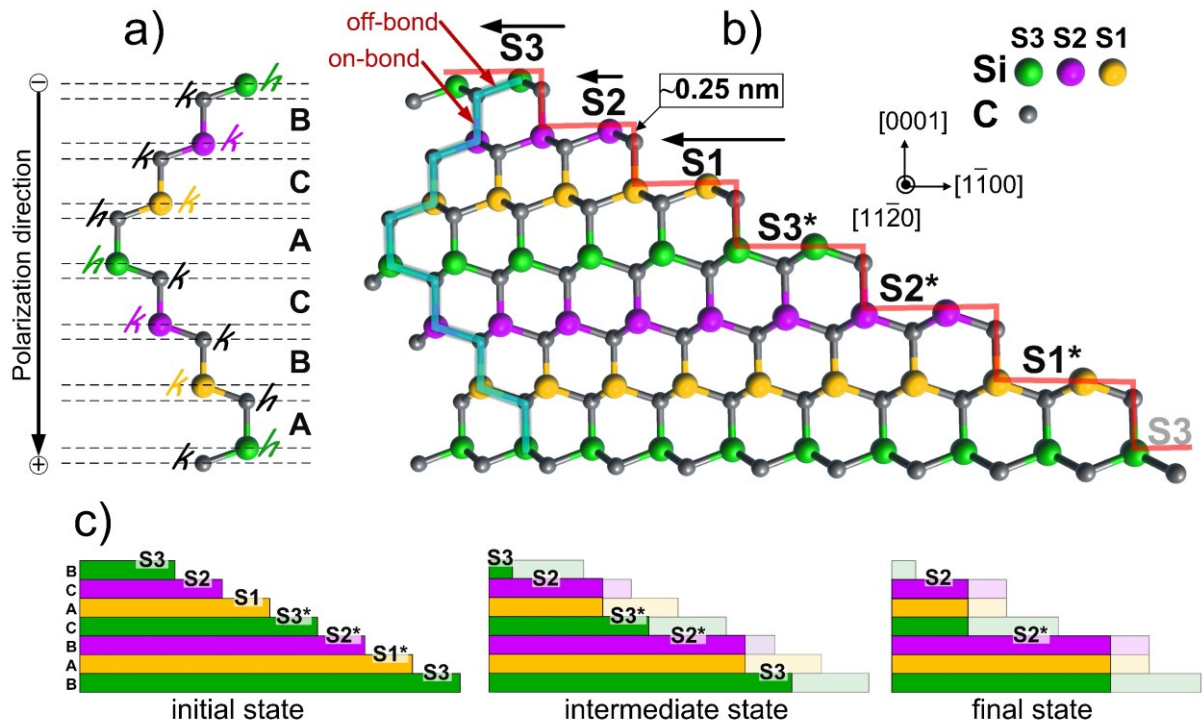 a)
⊖
Polarization direction
⊕
h
k
B
k
k
C
k
h
A
h
k
C
k
k
B
k
h
A
h
k
b)
off-bond
on-bond
S3
S2
~0.25 nm
S1
S3*
S2*
S1*
S3
S3 S2 S1
Si
C
[0001]
[11̄00]
[112̄0]
c)
B S3
C S2
A S1
C S3*
B S2*
A S1*
B S3
initial state
S3
S2
S3*
S2*
S3
intermediate state
S2
S2*
final state